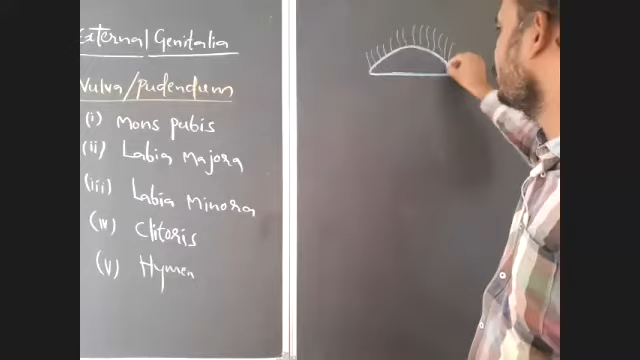 External Genitalia
Vulva/pudendum
(i) Mons pubis
(ii) Labia Majora
(iii) Labia Minora
(iv) Clitoris
(v) Hymen